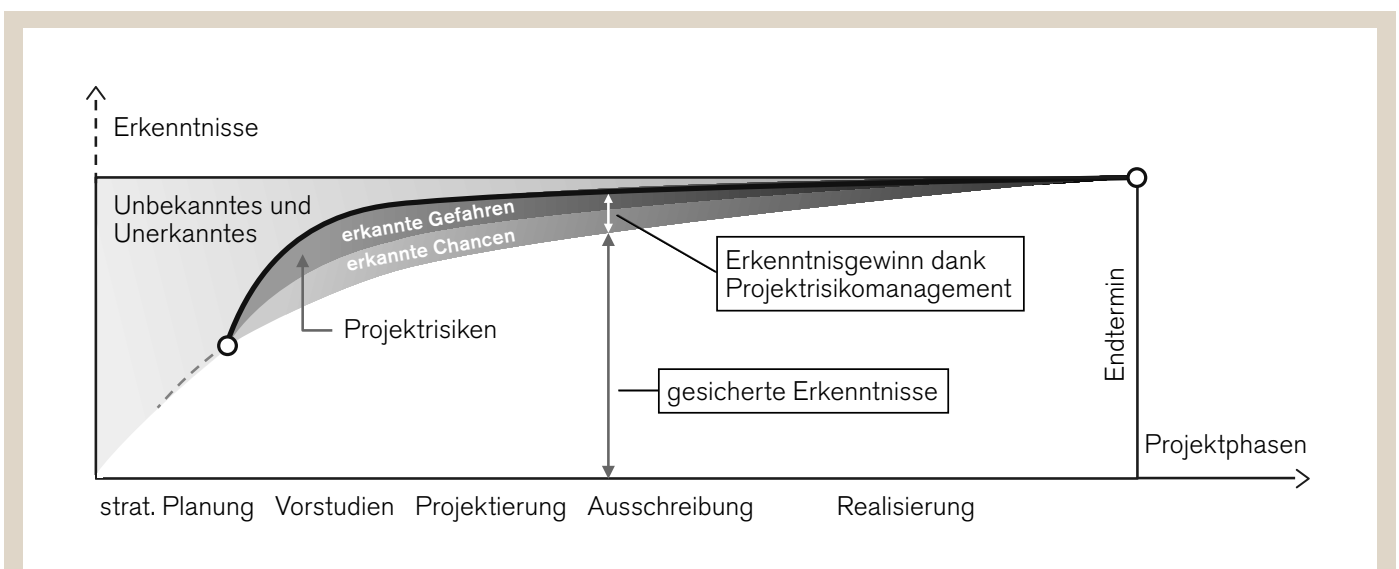 Erkenntnisse
Unbekanntes und
Unerkanntes
erkannte Gefahren
erkannte Chancen
Erkenntnisgewinn dank
Projektrisikomanagement
Projektrisiken
Endtermin
gesicherte Erkenntnisse
Projektphasen
strat. Planung Vorstudien Projektierung Ausschreibung Realisierung